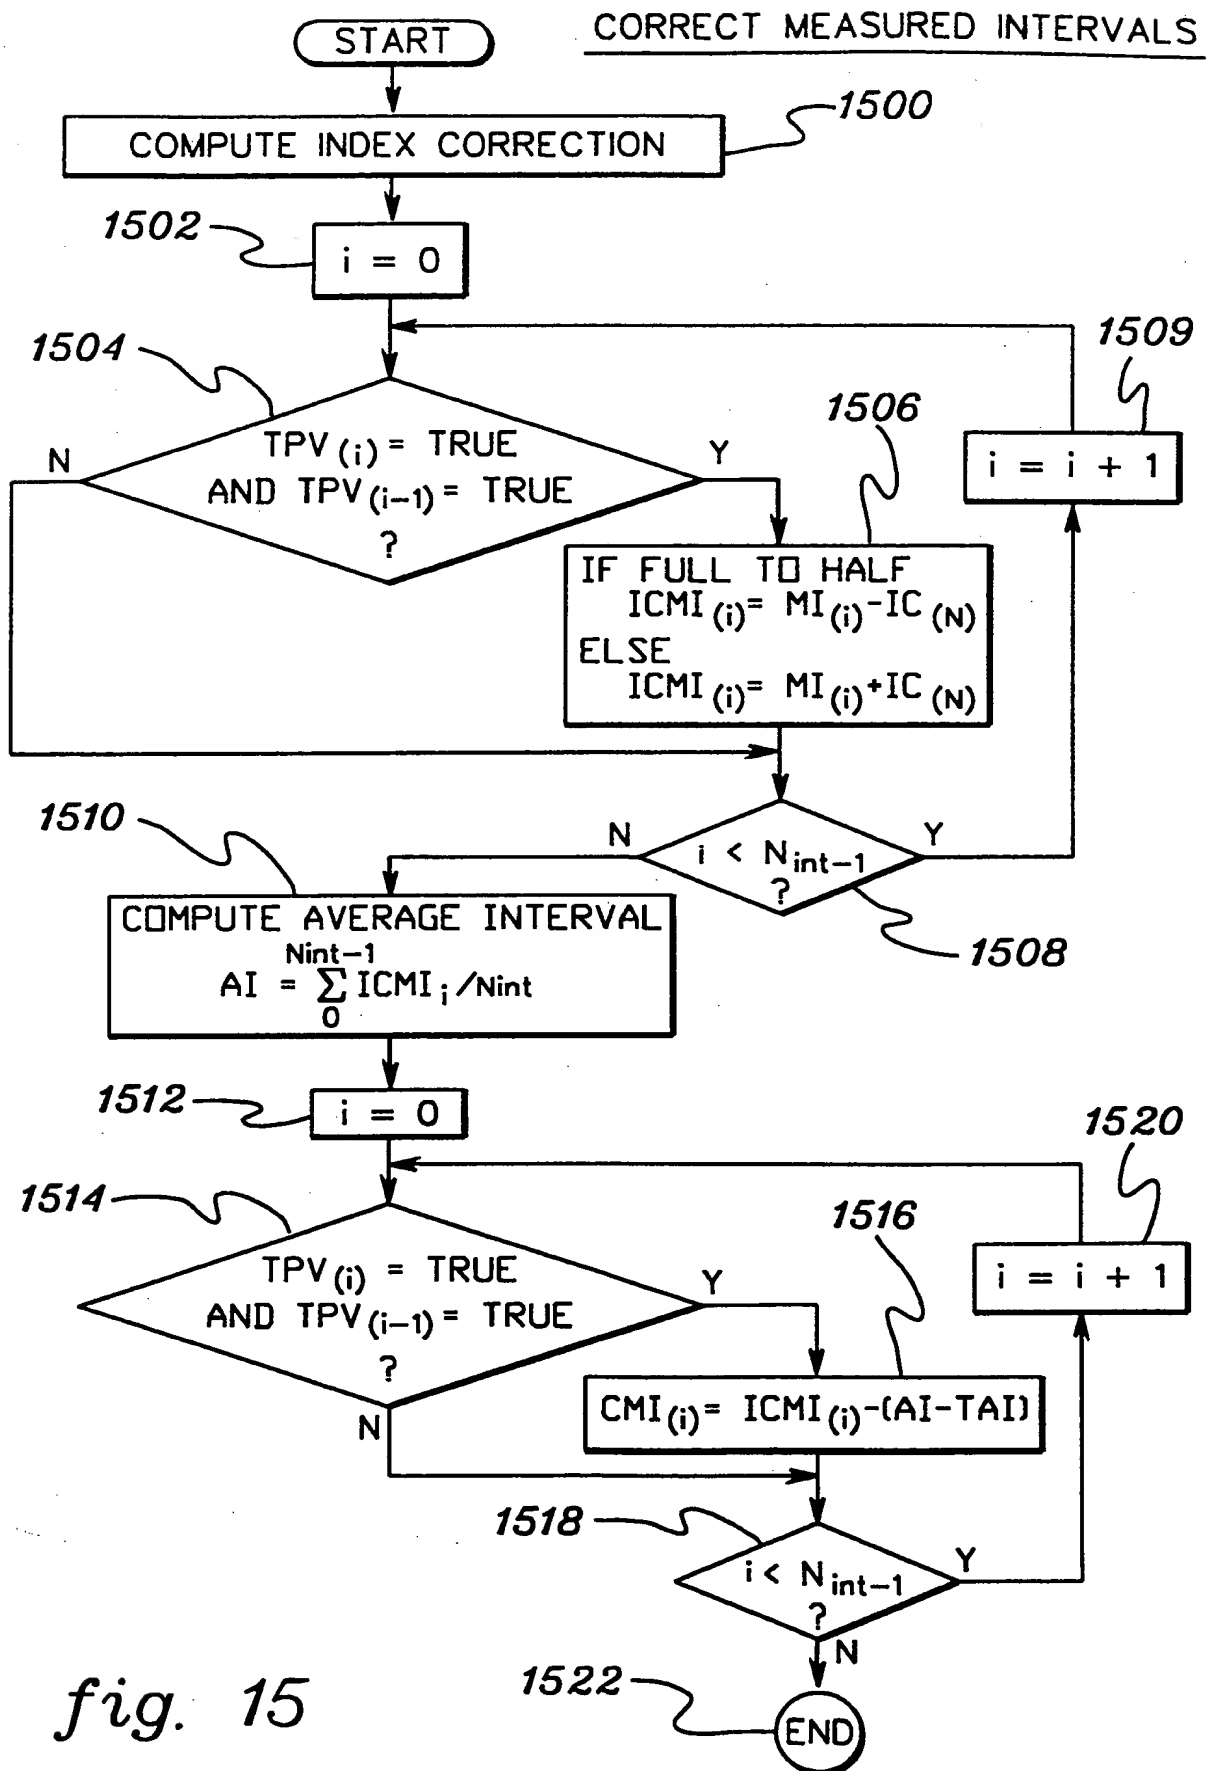 CORRECT MEASURED INTERVALS
START
1500
COMPUTE INDEX CORRECTION
1502
i = 0
1504
1509
1506
TPV(i) = TRUE
AND TPV(i-1) = TRUE
?
N
Y
i = i + 1
IF FULL TO HALF
ICMI(i) = MI(i)-IC(N)
ELSE
ICMI(i) = MI(i)+IC(N)
1510
N
i < Nint-1
?
Y
1508
COMPUTE AVERAGE INTERVAL
Nint-1
AI = ∑ ICMIi/Nint
0
1512
i = 0
1520
1514
1516
TPV(i) = TRUE
AND TPV(i-1) = TRUE
?
Y
N
i = i + 1
CMI(i) = ICMI(i)-(AI-TAI)
1518
i < Nint-1
?
Y
N
1522
END
fig. 15